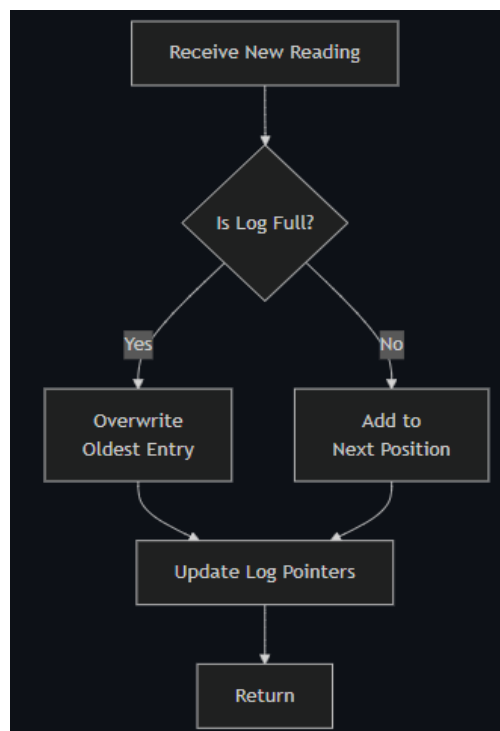 Receive New Reading
Is Log Full?
Yes
No
Overwrite
Oldest Entry
Add to
Next Position
Update Log Pointers
Return